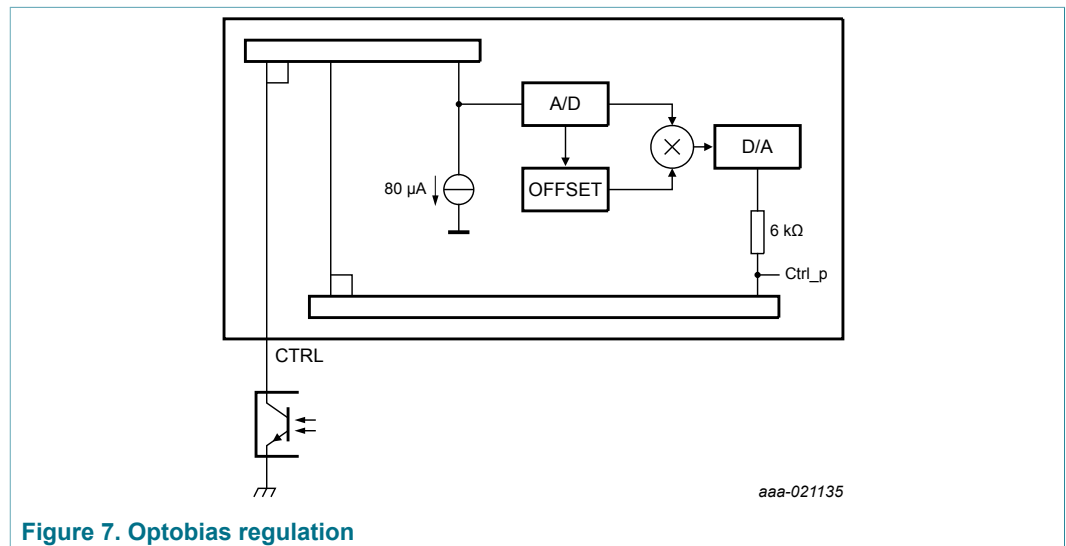 A/D
D/A
80 µA
OFFSET
6 kΩ
Ctrl_p
CTRL
aaa-021135
Figure 7. Optobias regulation